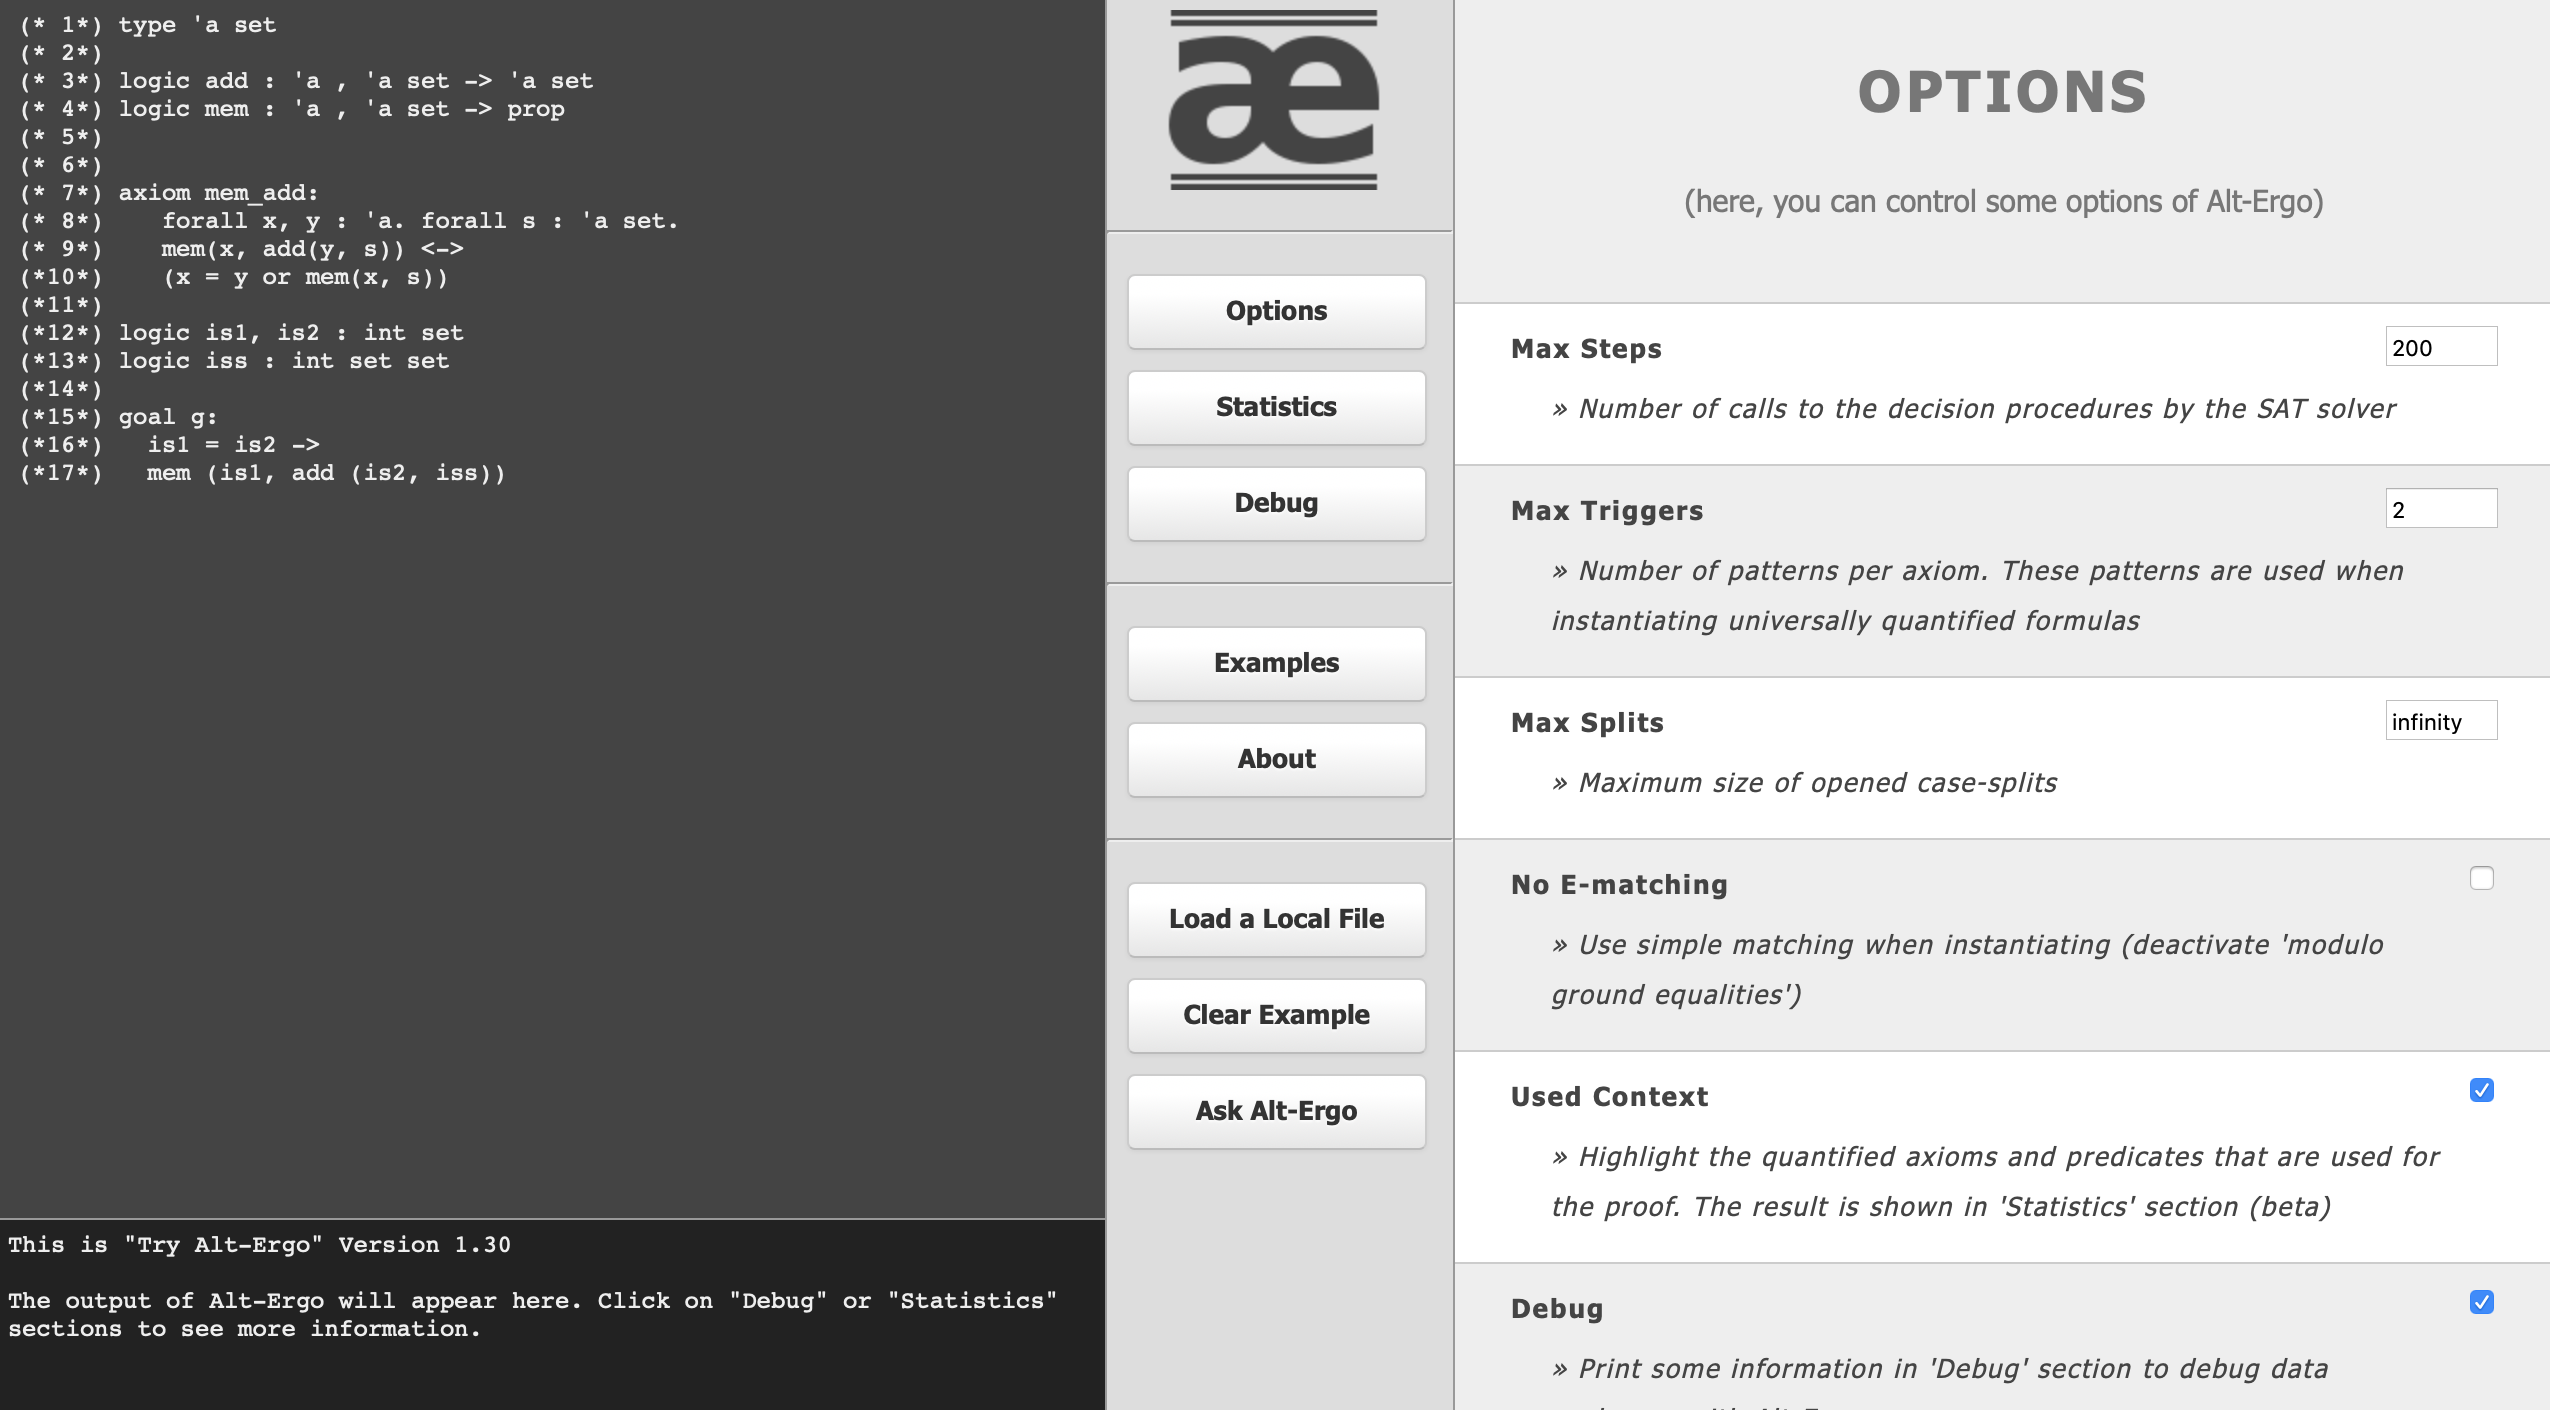 (* 1*) type 'a set
(* 2*)
(* 3*) logic add : 'a , 'a set -> 'a set
(* 4*) logic mem : 'a , 'a set -> prop
(* 5*)
(* 6*)
(* 7*) axiom mem_add:
(* 8*)    forall x, y : 'a. forall s : 'a set.
(* 9*)    mem(x, add(y, s)) <->
(*10*)    (x = y or mem(x, s))
(*11*)
(*12*) logic is1, is2 : int set
(*13*) logic iss : int set set
(*14*)
(*15*) goal g:
(*16*)   is1 = is2 ->
(*17*)   mem (is1, add (is2, iss))
This is "Try Alt-Ergo" Version 1.30
The output of Alt-Ergo will appear here. Click on "Debug" or "Statistics"
sections to see more information.
æ
Options
Statistics
Debug
Examples
About
Load a Local File
Clear Example
Ask Alt-Ergo
OPTIONS
(here, you can control some options of Alt-Ergo)
Max Steps
200
» Number of calls to the decision procedures by the SAT solver
Max Triggers
2
» Number of patterns per axiom. These patterns are used when
instantiating universally quantified formulas
Max Splits
infinity
» Maximum size of opened case-splits
No E-matching
» Use simple matching when instantiating (deactivate 'modulo
ground equalities')
Used Context
» Highlight the quantified axioms and predicates that are used for
the proof. The result is shown in 'Statistics' section (beta)
Debug
» Print some information in 'Debug' section to debug data